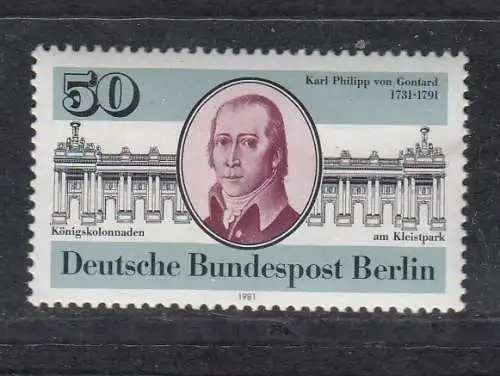 50
Karl Philipp von Gontard
1731-1791
Königskolonnaden
am Kleistpark
Deutsche Bundespost Berlin
1981